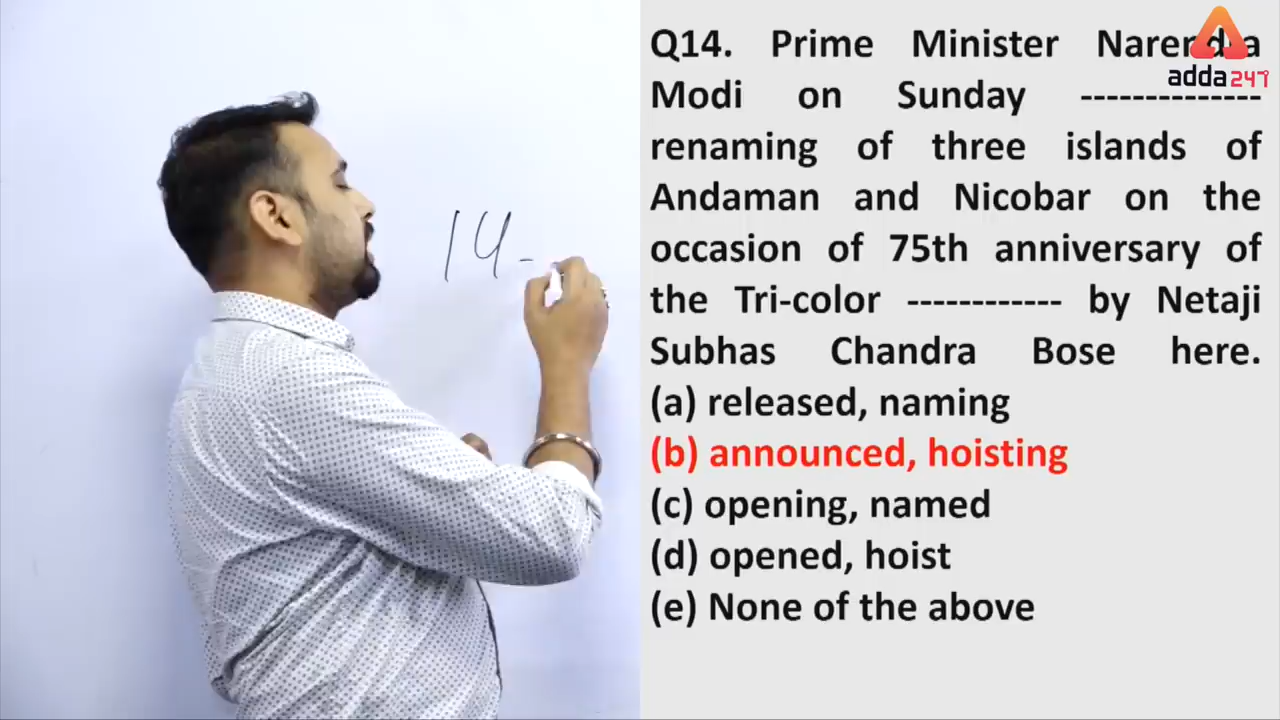 14-
Q14. Prime Minister Narendra
Modi on Sunday --------------
renaming of three islands of
Andaman and Nicobar on the
occasion of 75th anniversary of
the Tri-color ------------ by Netaji
Subhas Chandra Bose here.
(a) released, naming
(b) announced, hoisting
(c) opening, named
(d) opened, hoist
(e) None of the above
adda247